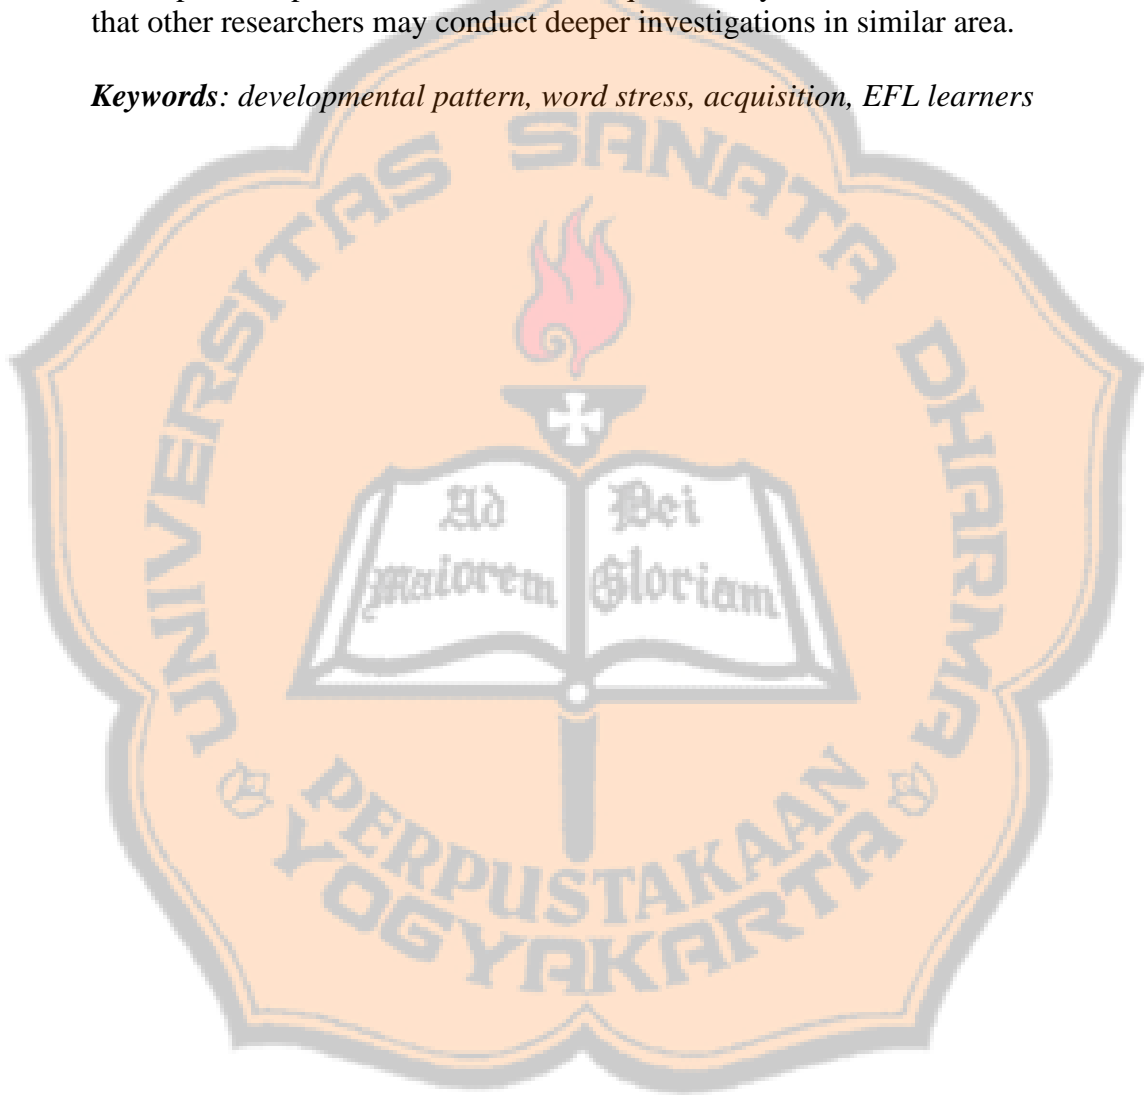 that other researchers may conduct deeper investigations in similar area.
Keywords: developmental pattern, word stress, acquisition, EFL learners
UNIVERSITAS SANATA DHARMA
Ad
maiorem
Dei
Gloriam
PERPUSTAKAAN
YOGYAKARTA